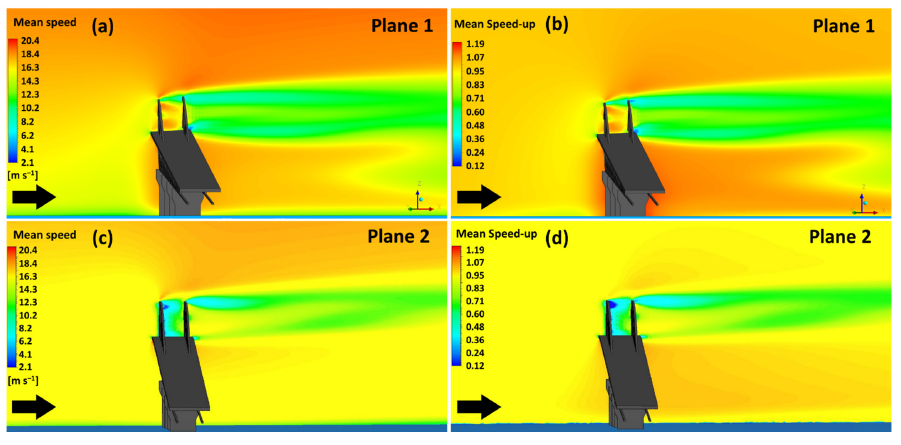 Mean speed
(a)
Plane 1
20.4
18.4
16.3
14.3
13.3
10.2
8.2
6.2
4.1
2.1
[m s⁻¹]
Mean Speed-up
(b)
Plane 1
1.19
1.07
0.95
0.83
0.71
0.60
0.48
0.36
0.24
0.12
Mean speed
(c)
Plane 2
20.4
18.4
16.3
14.3
12.3
10.2
8.2
6.2
4.1
2.1
[m s⁻¹]
Mean Speed-up
(d)
Plane 2
1.19
1.07
0.95
0.83
0.71
0.60
0.48
0.36
0.24
0.12